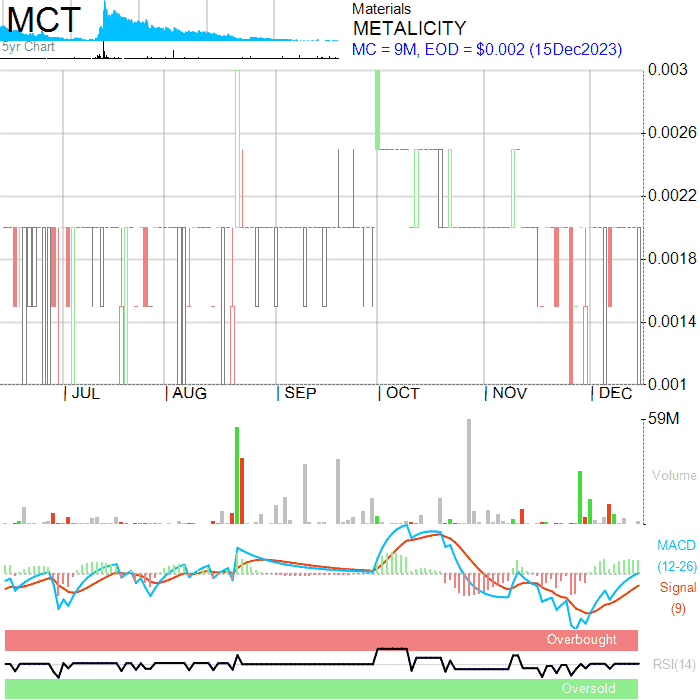 MCT
5yr Chart
Materials
METALICITY
MC = 9M, EOD = $0.002 (15Dec2023)
0.003
0.0026
0.0022
0.0018
0.0014
0.001
JUL AUG SEP OCT NOV DEC
59M
Volume
MACD
(12-26)
Signal
(9)
Overbought
RSI(14)
Oversold